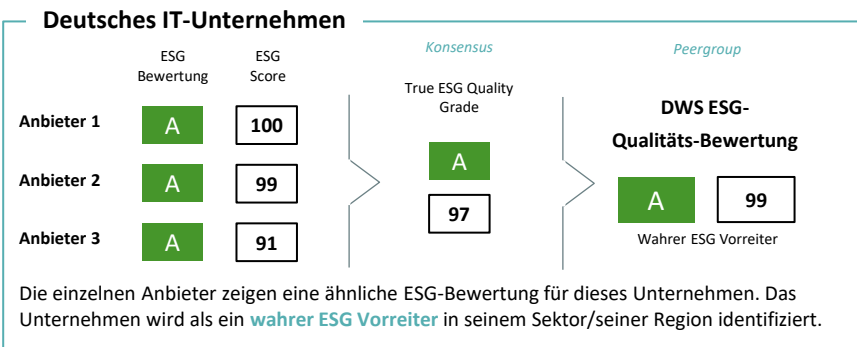 Deutsches IT-Unternehmen
ESG
Bewertung
ESG
Score
Konsensus
Peergroup
True ESG Quality
Grade
DWS ESG-
Qualitäts-Bewertung
Anbieter 1
A
100
Anbieter 2
A
99
Anbieter 3
A
91
A
97
A
99
Wahrer ESG Vorreiter
Die einzelnen Anbieter zeigen eine ähnliche ESG-Bewertung für dieses Unternehmen. Das
Unternehmen wird als ein wahrer ESG Vorreiter in seinem Sektor/seiner Region identifiziert.